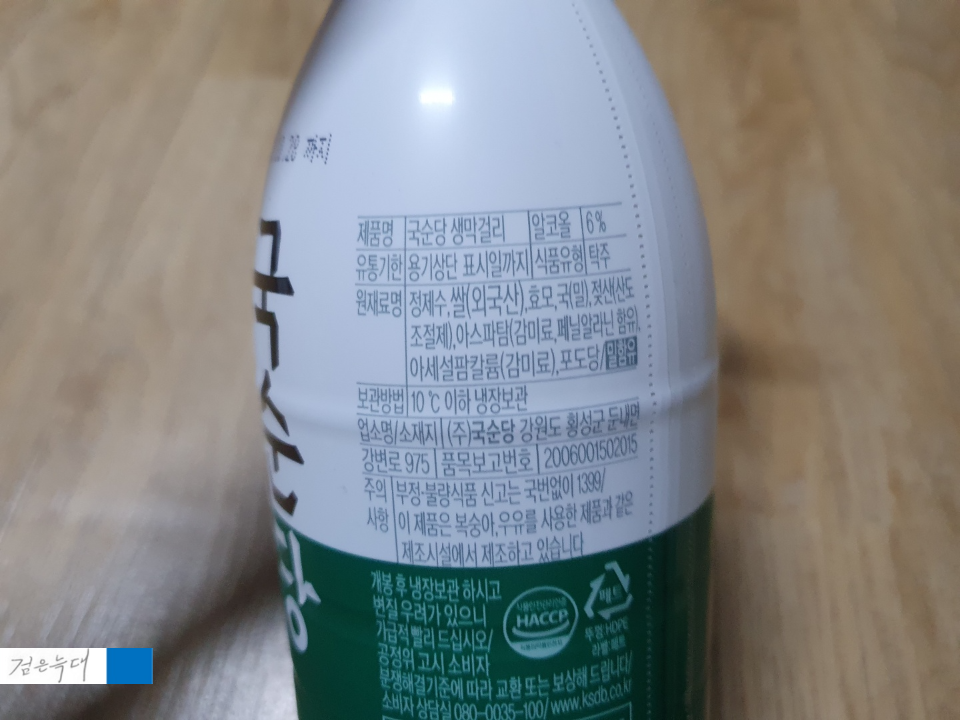 28 까지
국순당
제품명 국순당 생막걸리 알코올 6%
유통기한 용기상단 표시일까지 식품유형 탁주
원재료명 정제수,쌀(외국산),효모,국(밀),젖산(산도
조절제),아스파탐(감미료,페닐알라닌 함유),
아세설팜칼륨(감미료),포도당/밀함유
보관방법 10℃ 이하 냉장보관
업소명/소재지 (주)국순당 강원도 횡성군 둔내면
강변로 975 품목보고번호 2006001502015
주의 부정·불량식품 신고는 국번없이 1399/
사항 이 제품은 복숭아,우유를 사용한 제품과 같은
제조시설에서 제조하고 있습니다
개봉 후 냉장보관 하시고
변질 우려가 있으니
가급적 빨리 드십시오/
공정위 고시 소비자
분쟁해결기준에 따라 교환 또는 보상해 드립니다/
소비자 상담실 080-0035-100/www.ksdb.co.kr
HACCP
페트
뚜껑 HDPE
라벨 페트
검은늑대